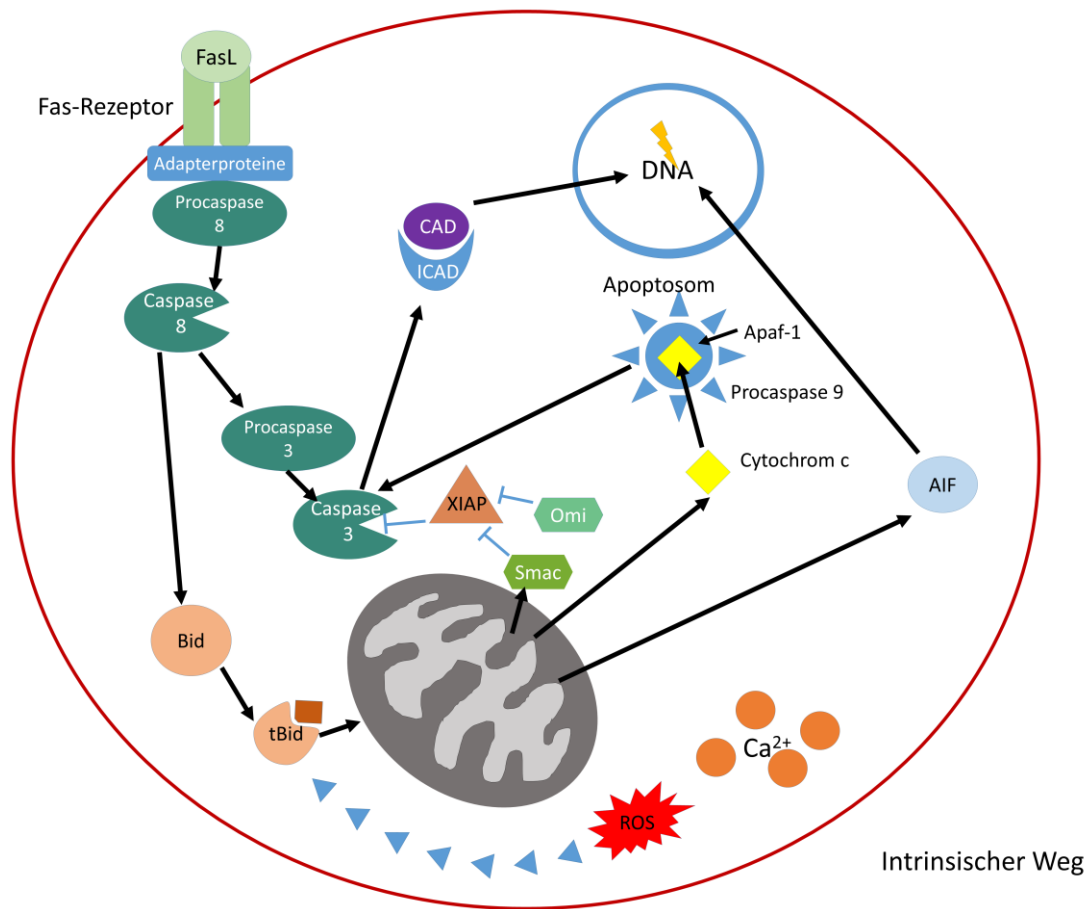 FasL
Fas-Rezeptor
Adapterproteine
Procaspase
8
DNA
CAD
ICAD
Caspase
8
Apoptosom
Apaf-1
Procaspase 9
Procaspase
3
Cytochrom c
AIF
Caspase
3
XIAP
Omi
Smac
Bid
tBid
Ca²⁺
ROS
Intrinsischer Weg